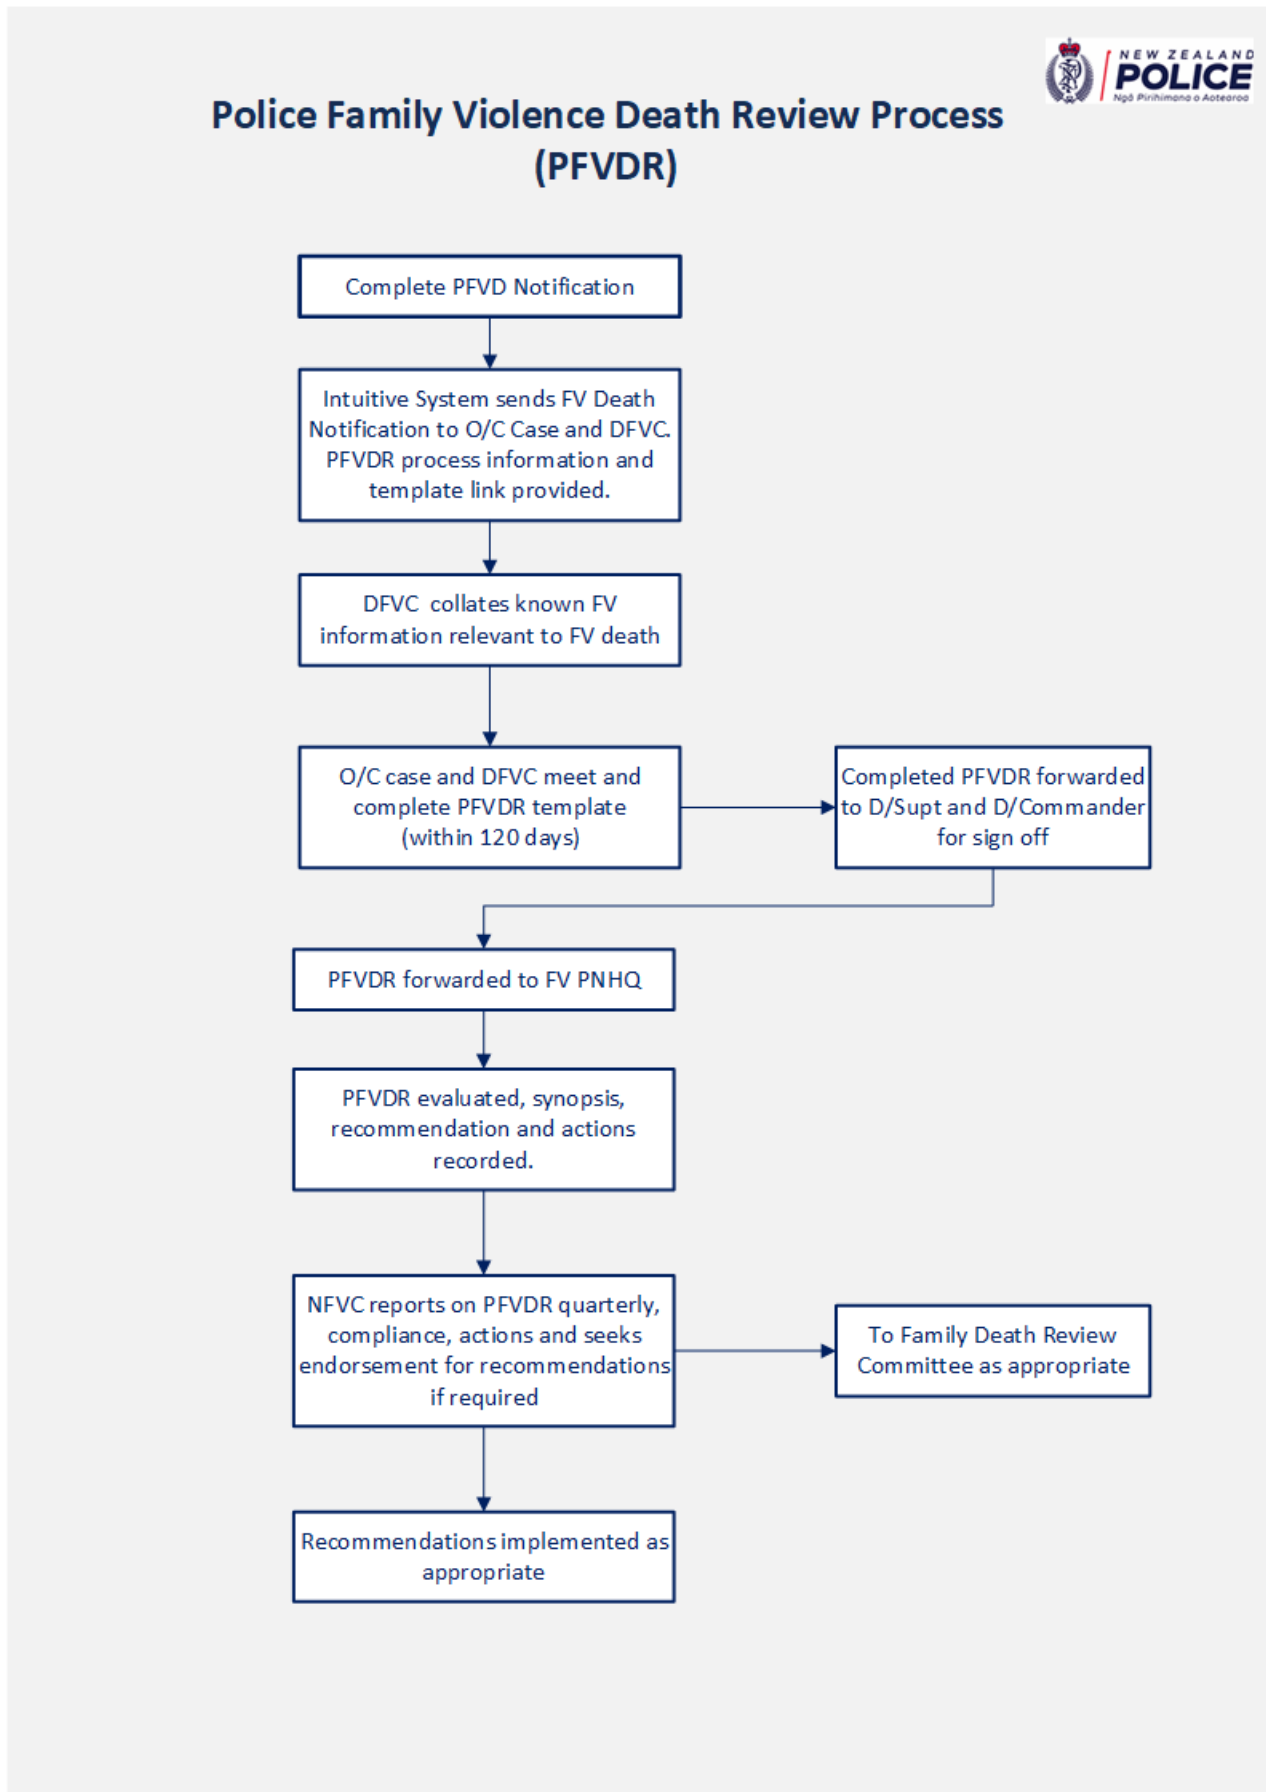 NEW ZEALAND
POLICE
Ngā Pirihimana o Aotearoa
Police Family Violence Death Review Process
(PFVDR)
Complete PFVD Notification
Intuitive System sends FV Death
Notification to O/C Case and DFVC.
PFVDR process information and
template link provided.
DFVC collates known FV
information relevant to FV death
O/C case and DFVC meet and
complete PFVDR template
(within 120 days)
Completed PFVDR forwarded
to D/Supt and D/Commander
for sign off
PFVDR forwarded to FV PNHQ
PFVDR evaluated, synopsis,
recommendation and actions
recorded.
NFVC reports on PFVDR quarterly,
compliance, actions and seeks
endorsement for recommendations
if required
To Family Death Review
Committee as appropriate
Recommendations implemented as
appropriate